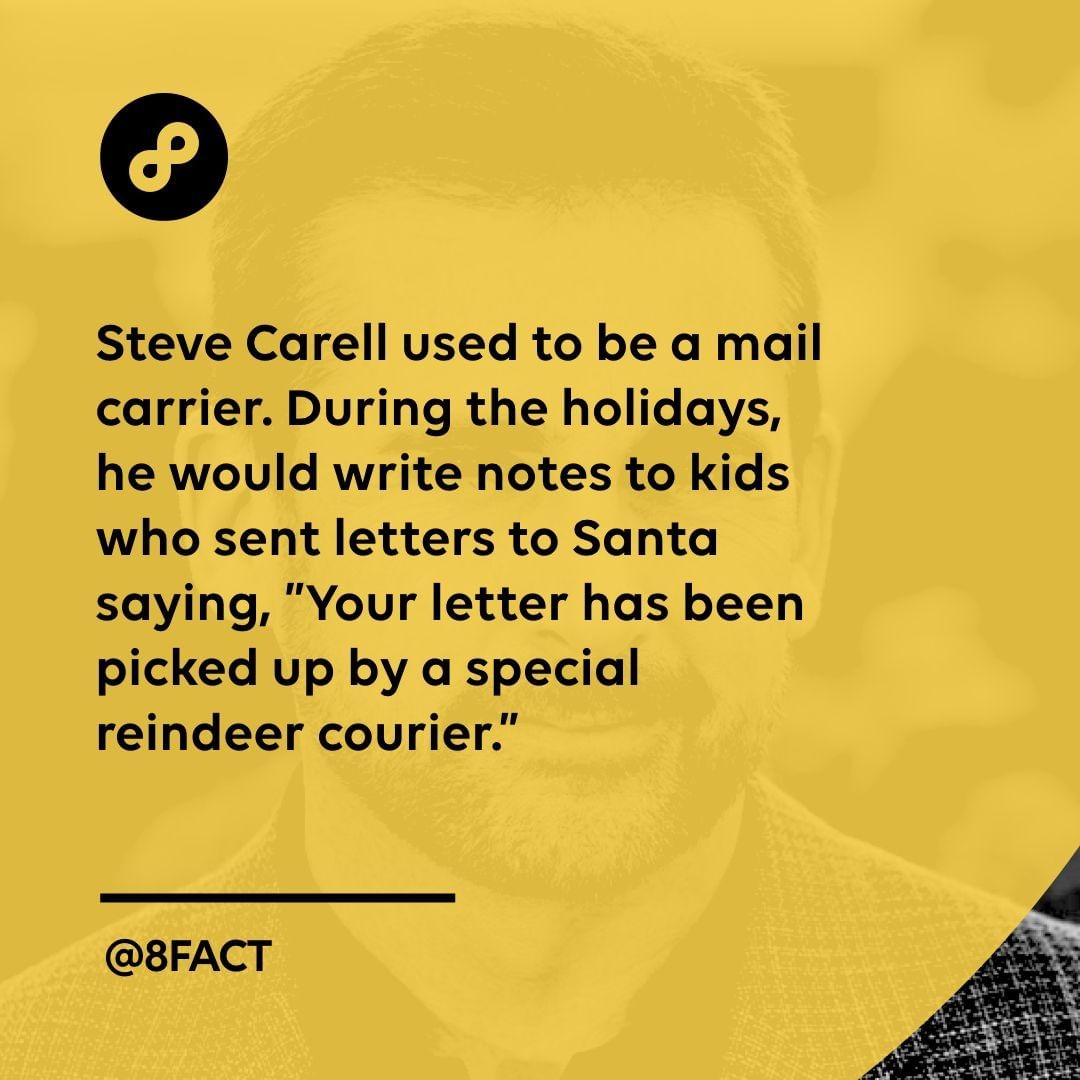 Steve Carell used to be a mail
carrier. During the holidays,
he would write notes to kids
who sent letters to Santa
saying, "Your letter has been
picked up by a special
reindeer courier."
@8FACT